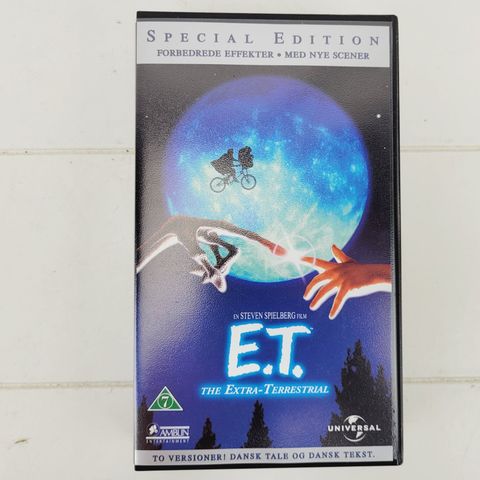 SPECIAL EDITION
FORBEDREDE EFFEKTER • MED NYE SCENER
EN STEVEN SPIELBERG FILM
E.T.
THE EXTRA-TERRESTRIAL
7
AMBLIN
ENTERTAINMENT
UNIVERSAL
TO VERSIONER! DANSK TALE OG DANSK TEKST.